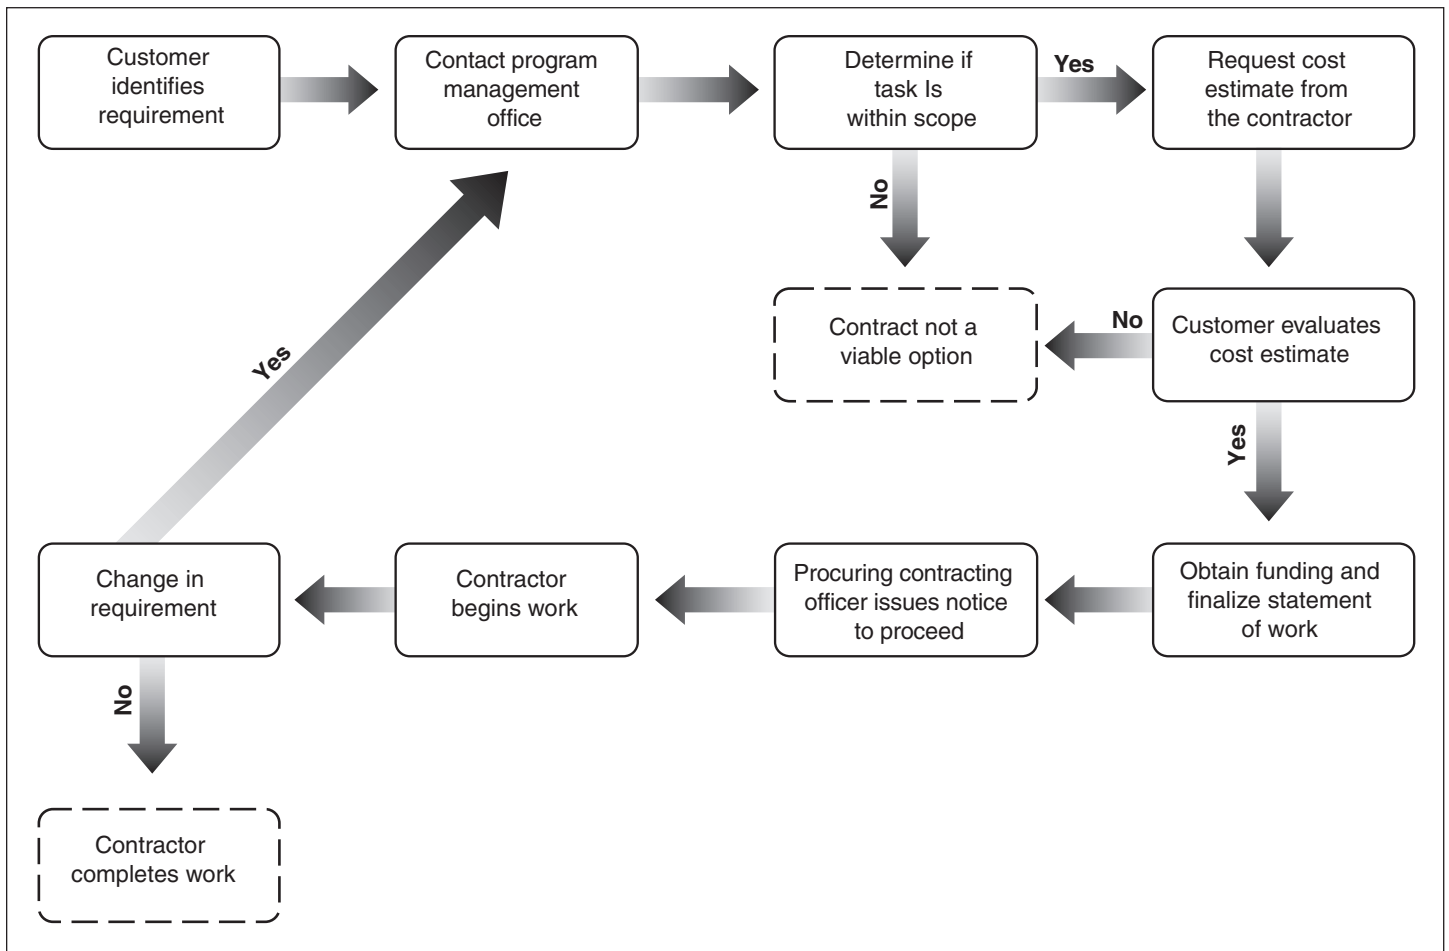 Customer
identifies
requirement
Contact program
management
office
Determine if
task Is
within scope
Yes
Request cost
estimate from
the contractor
No
Contract not a
viable option
No
Customer evaluates
cost estimate
Yes
Yes
Change in
requirement
Contractor
begins work
Procuring contracting
officer issues notice
to proceed
Obtain funding and
finalize statement
of work
No
Contractor
completes work